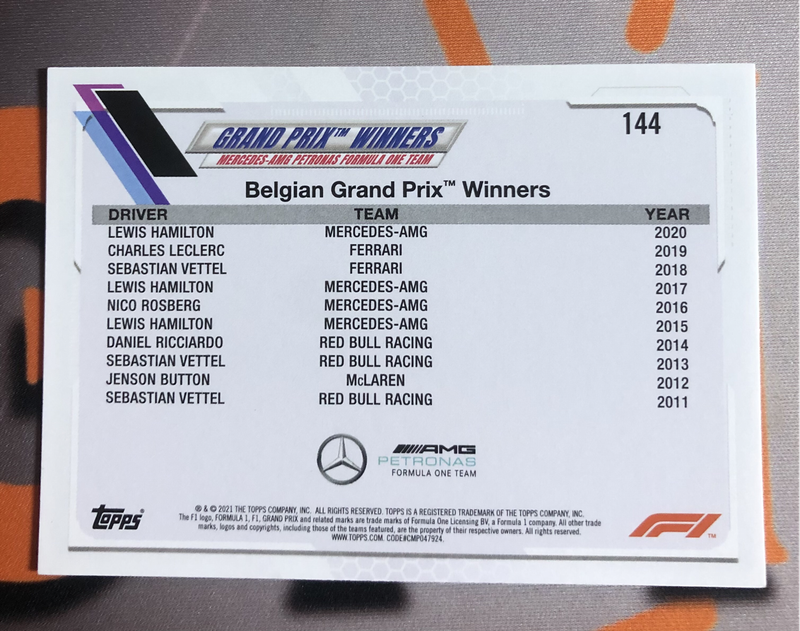 144
GRAND PRIX™ WINNERS
MERCEDES-AMG PETRONAS FORMULA ONE TEAM
Belgian Grand Prix™ Winners
DRIVER TEAM YEAR
LEWIS HAMILTON MERCEDES-AMG 2020
CHARLES LECLERC FERRARI 2019
SEBASTIAN VETTEL FERRARI 2018
LEWIS HAMILTON MERCEDES-AMG 2017
NICO ROSBERG MERCEDES-AMG 2016
LEWIS HAMILTON MERCEDES-AMG 2015
DANIEL RICCIARDO RED BULL RACING 2014
SEBASTIAN VETTEL RED BULL RACING 2013
JENSON BUTTON McLAREN 2012
SEBASTIAN VETTEL RED BULL RACING 2011
AMG
PETRONAS
FORMULA ONE TEAM
® & © 2021 THE TOPPS COMPANY, INC. ALL RIGHTS RESERVED. TOPPS IS A REGISTERED TRADEMARK OF THE TOPPS COMPANY, INC.
The F1 logo, FORMULA 1, F1, GRAND PRIX and related marks are trade marks of Formula One Licensing BV, a Formula 1 company. All other trade
marks, logos and copyrights, including those of the teams featured, are the property of their respective owners. All rights reserved.
WWW.TOPPS.COM. CODE#CMP047924.
Topps®
F1™